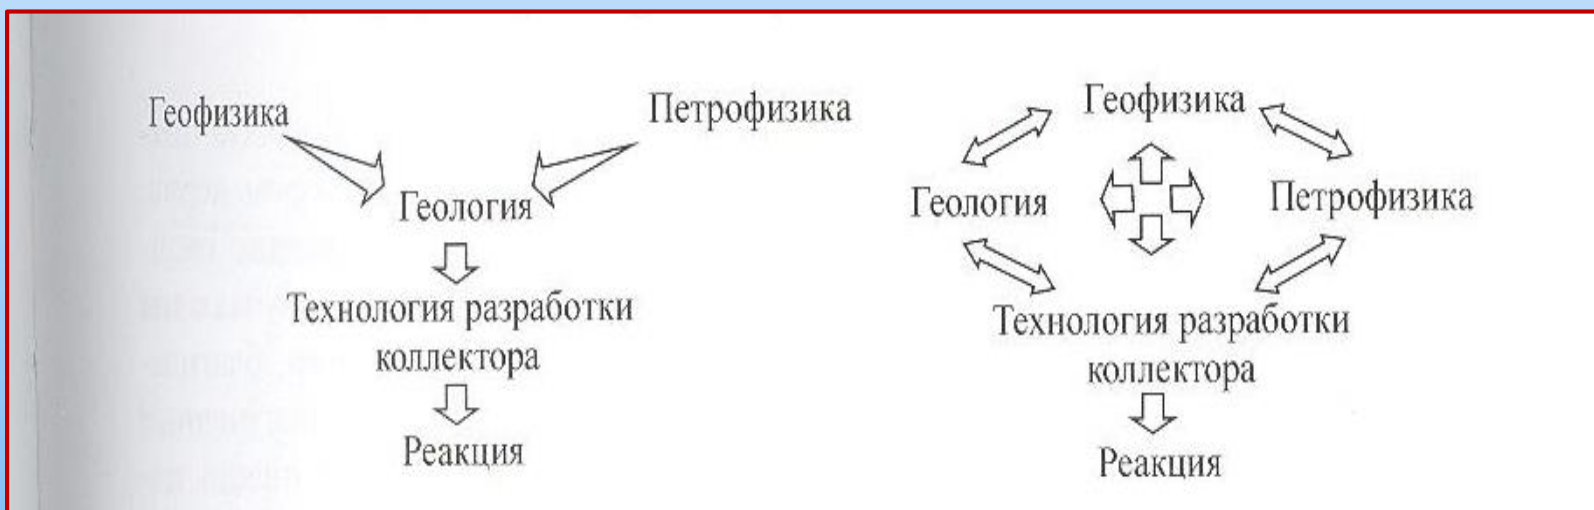 Геофизика
Петрофизика
Геология
Технология разработки
коллектора
Реакция
Геофизика
Геология
Петрофизика
Технология разработки
коллектора
Реакция